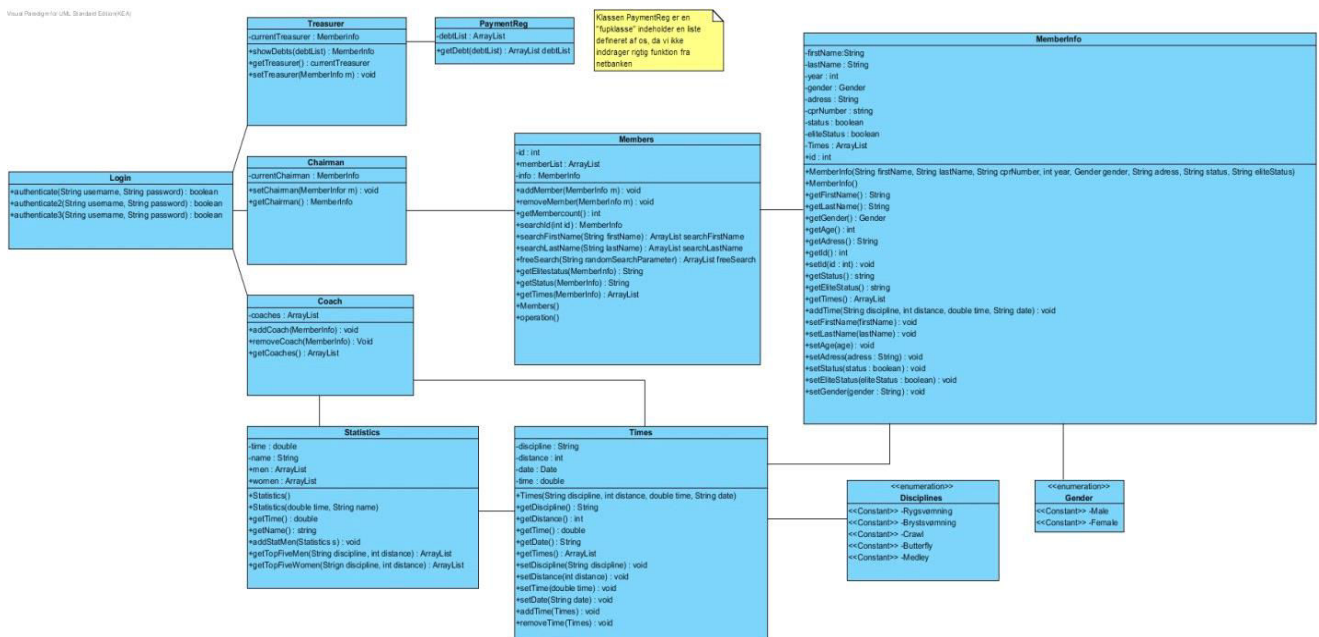 Visual Paradigm for UML Standard Edition(KEA)
Treasurer
-currentTreasurer : MemberInfo
+showDebts(debtList) : MemberInfo
+getTreasurer() : currentTreasurer
+setTreasurer(MemberInfo m) : void
PaymentReg
-debtList : ArrayList
+getDebt(debtList) : ArrayList debtList
Klassen PaymentReg er en
"fupklasse" indeholder en liste
defineret af os, da vi ikke
inddrager rigtig funktion fra
netbanken
MemberInfo
-firstName:String
-lastName : String
-year : int
-gender : Gender
-adress : String
-cprNumber : string
-status : boolean
-eliteStatus : boolean
-Times : ArrayList
+id : int
+MemberInfo(String firstName, String lastName, String cprNumber, int year, Gender gender, String adress, String status, String eliteStatus)
+MemberInfo()
+getFirstName() : String
+getLastName() : String
+getGender() : Gender
+getAge() : int
+getAdress() : String
+getId() : int
+setId(id : int) : void
+getStatus() : string
+getEliteStatus() : string
+getTimes() : ArrayList
+addTime(String discipline, int distance, double time, String date) : void
+setFirstName(firstName) : void
+setLastName(lastName) : void
+setAge(age) : void
+setAdress(adress : String) : void
+setStatus(status : boolean) : void
+setEliteStatus(eliteStatus : boolean) : void
+setGender(gender : String) : void
Login
+authenticate(String username, String password) : boolean
+authenticate2(String username, String password) : boolean
+authenticate3(String username, String password) : boolean
Chairman
-currentChairman : MemberInfo
+setChairman(MemberInfor m) : void
+getChairman() : MemberInfo
Members
-id : int
+memberList : ArrayList
-info : MemberInfo
+addMember(MemberInfo m) : void
+removeMember(MemberInfo m) : void
+getMembercount() : int
+searchId(int id) : MemberInfo
+searchFirstName(String firstName) : ArrayList searchFirstName
+searchLastName(String lastName) : ArrayList searchLastName
+freeSearch(String randomSearchParameter) : ArrayList freeSearch
+getElitestatus(MemberInfo) : String
+getStatus(MemberInfo) : String
+getTimes(MemberInfo) : ArrayList
+Members()
+operation()
Coach
-coaches : ArrayList
+addCoach(MemberInfo) : void
+removeCoach(MemberInfo) : Void
+getCoaches() : ArrayList
Statistics
-time : double
-name : String
+men : ArrayList
+women : ArrayList
+Statistics()
+Statistics(double time, String name)
+getTime() : double
+getName() : string
+addStatMen(Statistics s) : void
+getTopFiveMen(String discipline, int distance) : ArrayList
+getTopFiveWomen(Strign discipline, int distance) : ArrayList
Times
-discipline : String
-distance : int
-date : Date
-time : double
+Times(String discipline, int distance, double time, String date)
+getDiscipline() : String
+getDistance() : int
+getTime() : double
+getDate() : String
+getTimes() : ArrayList
+setDiscipline(String discipline) : void
+setDistance(int distance) : void
+setTime(double time) : void
+setDate(String date) : void
+addTime(Times) : void
+removeTime(Times) : void
<<enumeration>>
Disciplines
<<Constant>> -Rygsvømning
<<Constant>> -Brystsvømning
<<Constant>> -Crawl
<<Constant>> -Butterfly
<<Constant>> -Medley
<<enumeration>>
Gender
<<Constant>> -Male
<<Constant>> -Female